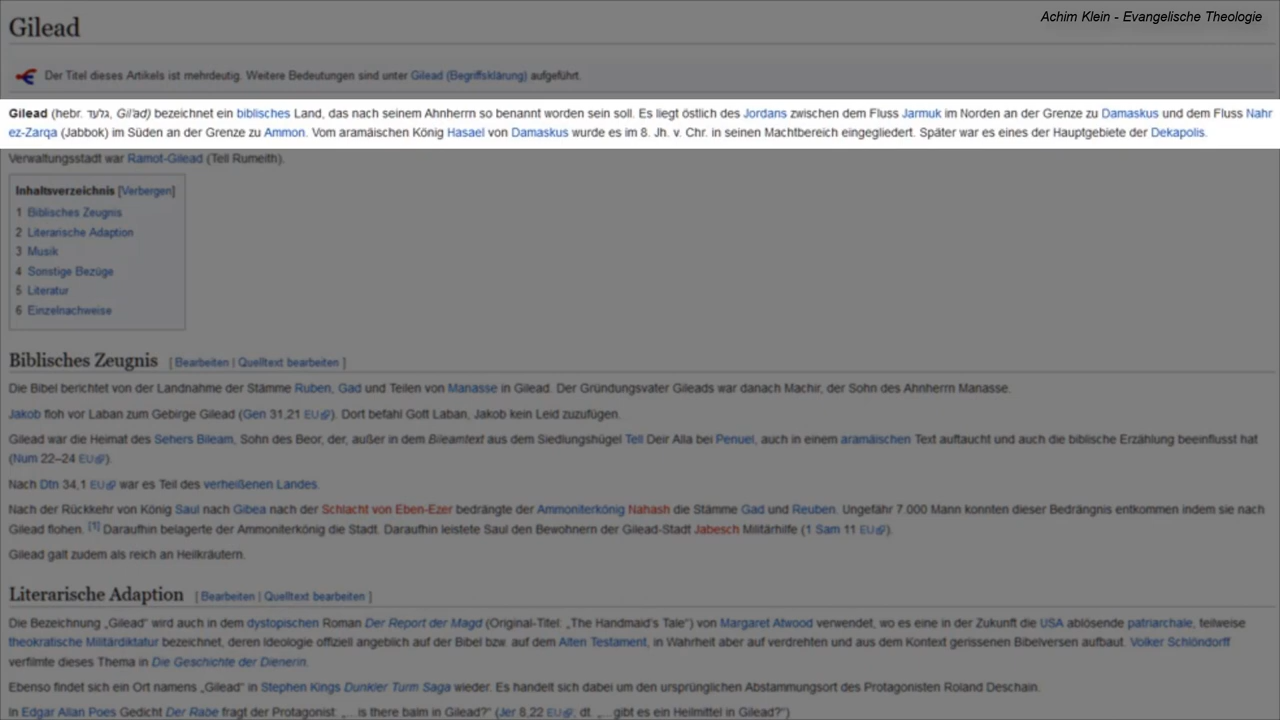 Gilead
Achim Klein - Evangelische Theologie
Der Titel dieses Artikels ist mehrdeutig. Weitere Bedeutungen sind unter Gilead (Begriffsklärung) aufgeführt.
Gilead (hebr. גלעד, Gil'ad) bezeichnet ein biblisches Land, das nach seinem Ahnherrn so benannt worden sein soll. Es liegt östlich des Jordans zwischen dem Fluss Jarmuk im Norden an der Grenze zu Damaskus und dem Fluss Nahr
ez-Zarqa (Jabbok) im Süden an der Grenze zu Ammon. Vom aramäischen König Hasael von Damaskus wurde es im 8. Jh. v. Chr. in seinen Machtbereich eingegliedert. Später war es eines der Hauptgebiete der Dekapolis.
Verwaltungsstadt war Ramot-Gilead (Tell Rumeith).
Inhaltsverzeichnis [Verbergen]
1 Biblisches Zeugnis
2 Literarische Adaption
3 Musik
4 Sonstige Bezüge
5 Literatur
6 Einzelnachweise
Biblisches Zeugnis [ Bearbeiten | Quelltext bearbeiten ]
Die Bibel berichtet von der Landnahme der Stämme Ruben, Gad und Teilen von Manasse in Gilead. Der Gründungsvater Gileads war danach Machir, der Sohn des Ahnherrn Manasse.
Jakob floh vor Laban zum Gebirge Gilead (Gen 31,21 EU). Dort befahl Gott Laban, Jakob kein Leid zuzufügen.
Gilead war die Heimat des Sehers Bileam, Sohn des Beor, der, außer in dem Bileamtext aus dem Siedlungshügel Tell Deir Alla bei Penuel, auch in einem aramäischen Text auftaucht und auch die biblische Erzählung beeinflusst hat
(Num 22–24 EU).
Nach Dtn 34,1 EU war es Teil des verheißenen Landes.
Nach der Rückkehr von König Saul nach Gibea nach der Schlacht von Eben-Ezer bedrängte der Ammoniterkönig Nahash die Stämme Gad und Reuben. Ungefähr 7.000 Mann konnten dieser Bedrängnis entkommen indem sie nach
Gilead flohen. [1] Daraufhin belagerte der Ammoniterkönig die Stadt. Daraufhin leistete Saul den Bewohnern der Gilead-Stadt Jabesch Militärhilfe (1 Sam 11 EU).
Gilead galt zudem als reich an Heilkräutern.
Literarische Adaption [ Bearbeiten | Quelltext bearbeiten ]
Die Bezeichnung „Gilead“ wird auch in dem dystopischen Roman Der Report der Magd (Original-Titel: „The Handmaid's Tale“) von Margaret Atwood verwendet, wo es eine in der Zukunft die USA ablösende patriarchale, teilweise
theokratische Militärdiktatur bezeichnet, deren Ideologie offiziell angeblich auf der Bibel bzw. auf dem Alten Testament, in Wahrheit aber auf verdrehten und aus dem Kontext gerissenen Bibelversen aufbaut. Volker Schlöndorff
verfilmte dieses Thema in Die Geschichte der Dienerin.
Ebenso findet sich ein Ort namens „Gilead“ in Stephen Kings Dunkler Turm Saga wieder. Es handelt sich dabei um den ursprünglichen Abstammungsort des Protagonisten Roland Deschain.
In Edgar Allan Poes Gedicht Der Rabe fragt der Protagonist: „... is there balm in Gilead?“ (Jer 8,22 EU; dt. „...gibt es ein Heilmittel in Gilead?“)